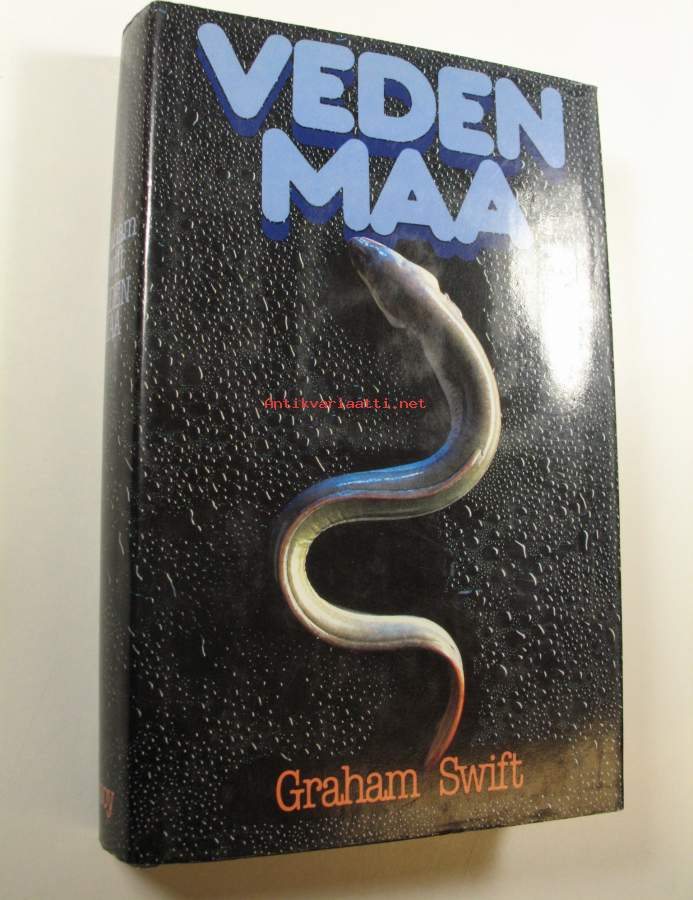 VEDEN
MAA
Antikvariaatti.net
Graham Swift